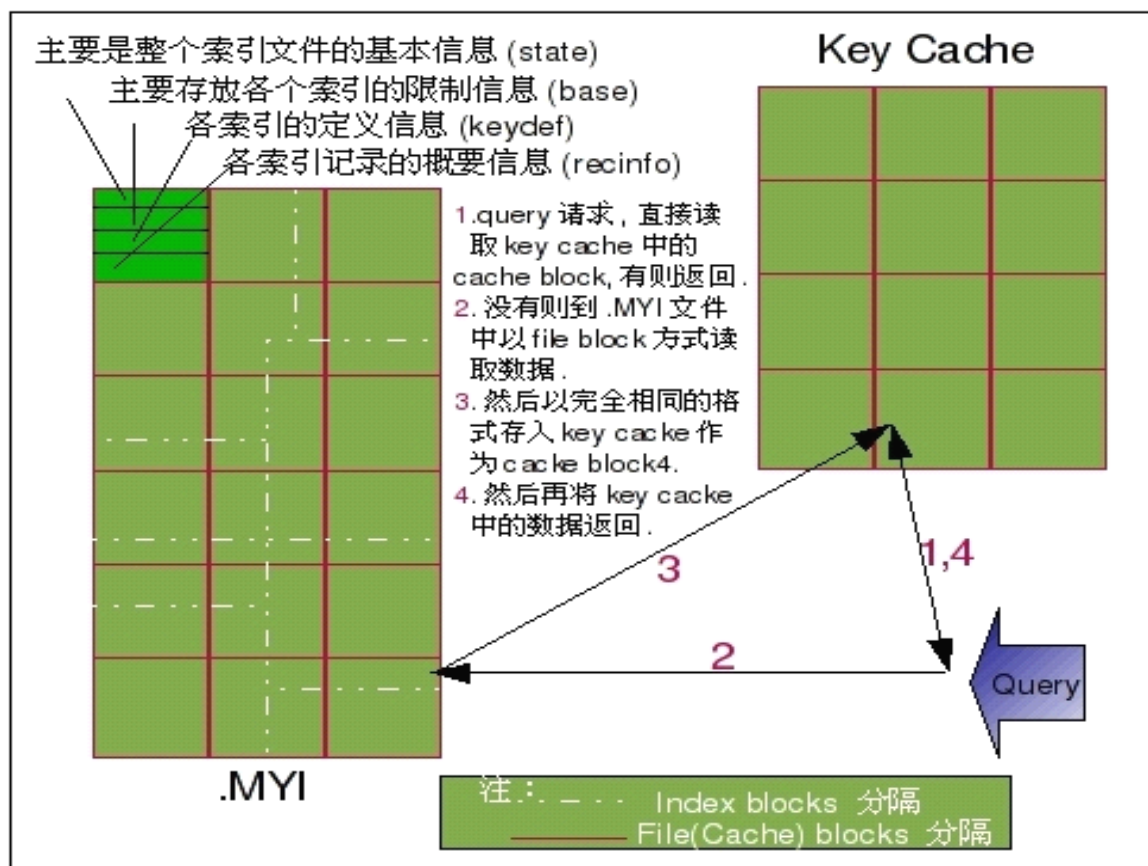 主要是整个索引文件的基本信息 (state)
主要存放各个索引的限制信息 (base)
各索引的定义信息 (keydef)
各索引记录的概要信息 (recinfo)
Key Cache
1.query 请求, 直接读
取 key cache 中的
cache block, 有则返回.
2. 没有则到 .MYI 文件
中以 file block 方式读
取数据.
3. 然后以完全相同的格
式存入 key cacke 作
为 cacke block4.
4. 然后再将 key cacke
中的数据返回.
3
1,4
2
Query
.MYI
注：
Index blocks 分隔
File(Cache) blocks 分隔